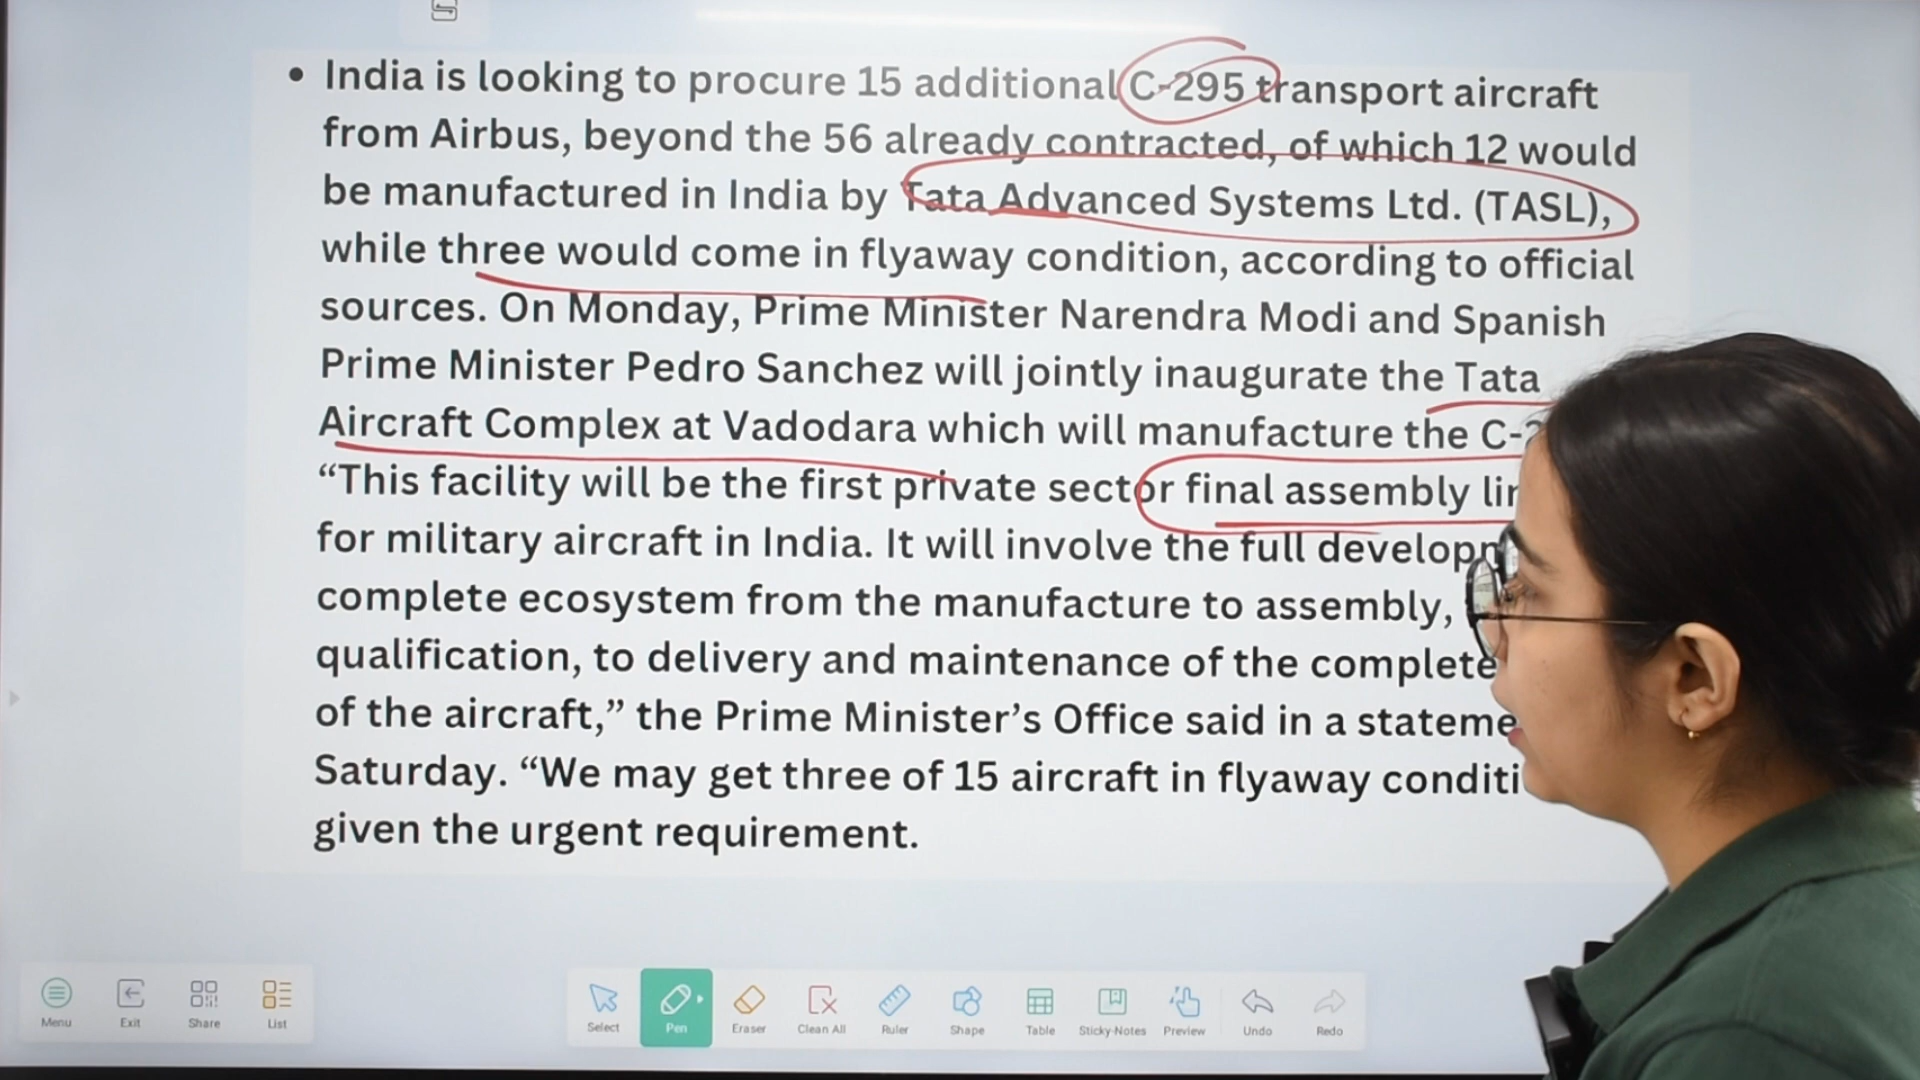 • India is looking to procure 15 additional C-295 transport aircraft
from Airbus, beyond the 56 already contracted, of which 12 would
be manufactured in India by Tata Advanced Systems Ltd. (TASL),
while three would come in flyaway condition, according to official
sources. On Monday, Prime Minister Narendra Modi and Spanish
Prime Minister Pedro Sanchez will jointly inaugurate the Tata
Aircraft Complex at Vadodara which will manufacture the
“This facility will be the first private sector final assembly
for military aircraft in India. It will involve the full
complete ecosystem from the manufacture to assembly,
qualification, to delivery and maintenance of the complete
of the aircraft,” the Prime Minister’s Office said in a
Saturday. “We may get three of 15 aircraft in flyaway
given the urgent requirement.
Menu Exit Share List Select Pen Eraser Clean All Ruler Shape Table Sticky-Notes Preview Undo Redo